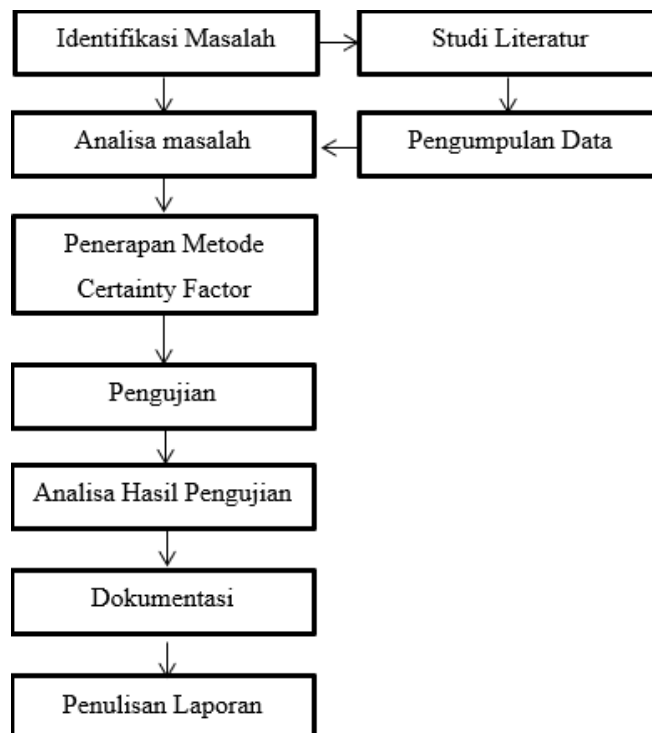 Identifikasi Masalah
Studi Literatur
Analisa masalah
Pengumpulan Data
Penerapan Metode
Certainty Factor
Pengujian
Analisa Hasil Pengujian
Dokumentasi
Penulisan Laporan